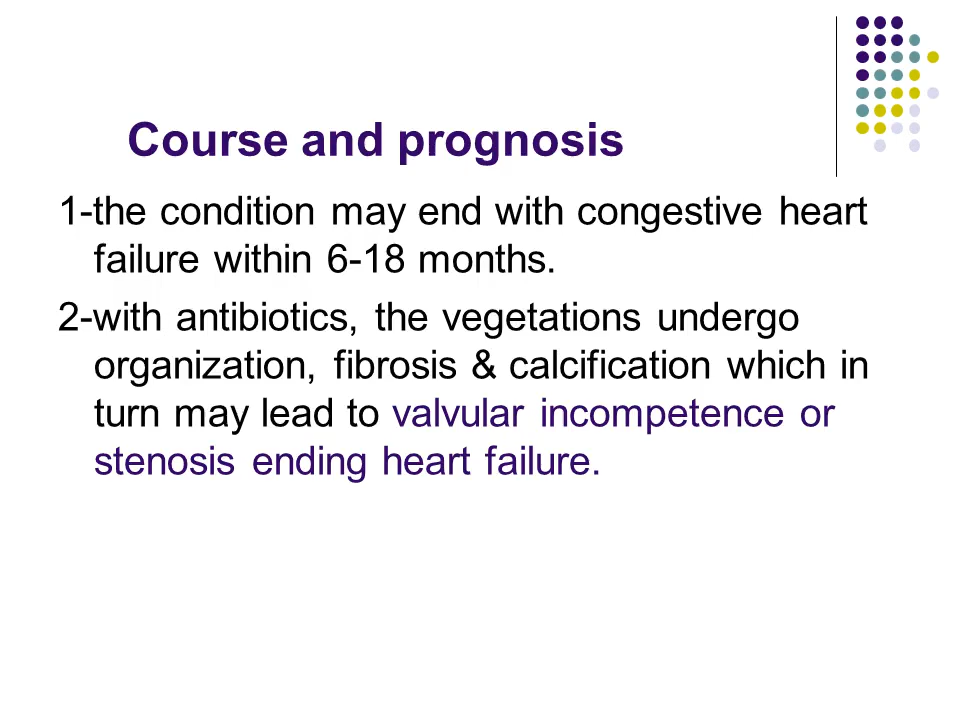 Course and prognosis
1-the condition may end with congestive heart
failure within 6-18 months.
2-with antibiotics, the vegetations undergo
organization, fibrosis & calcification which in
turn may lead to valvular incompetence or
stenosis ending heart failure.